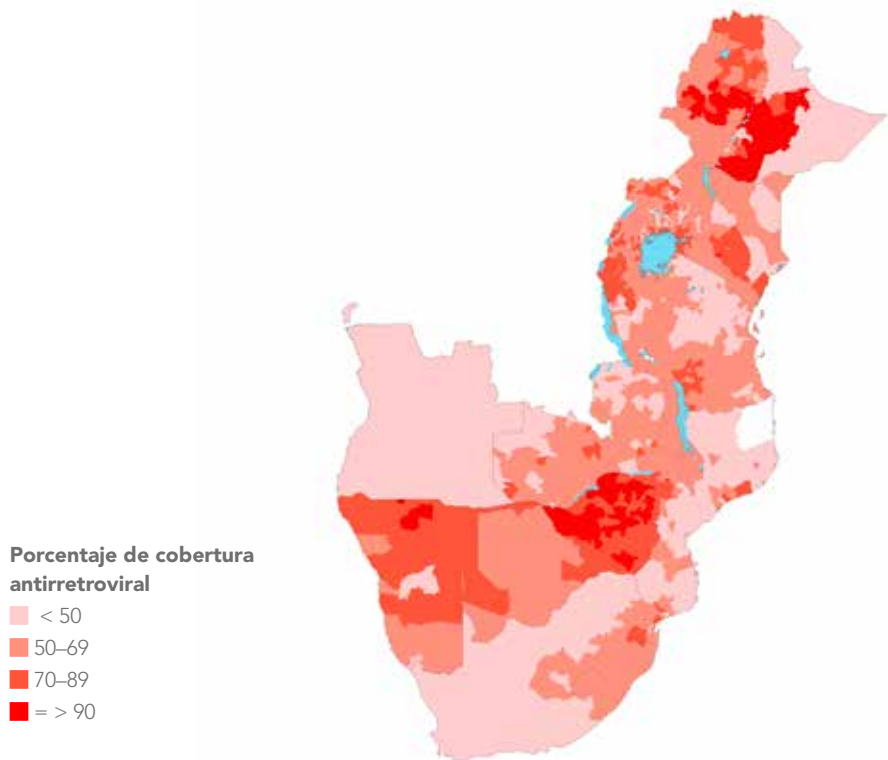 Porcentaje de cobertura
antirretroviral
< 50
50–69
70–89
= > 90